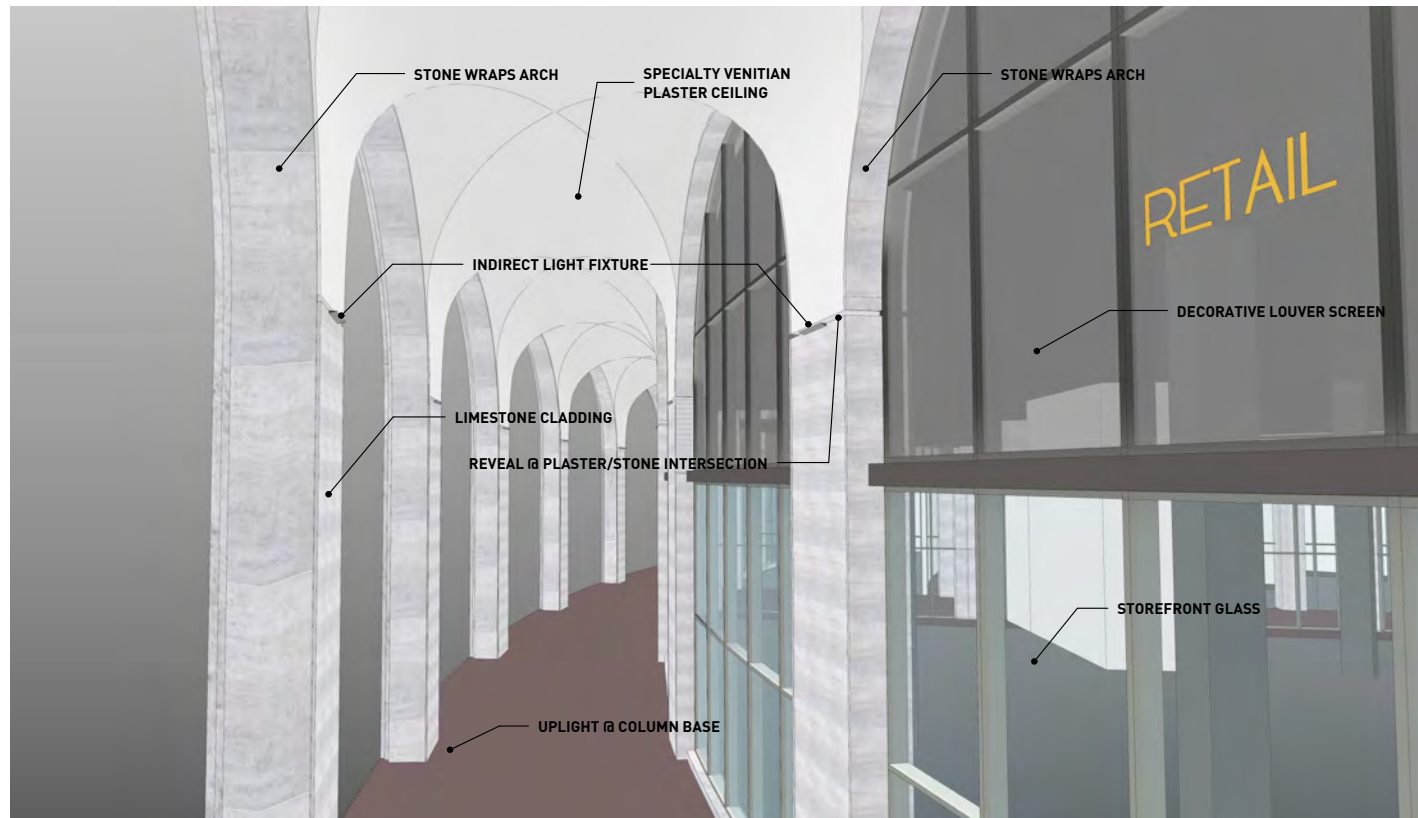 STONE WRAPS ARCH
SPECIALTY VENITIAN
PLASTER CEILING
STONE WRAPS ARCH
RETAIL
INDIRECT LIGHT FIXTURE
DECORATIVE LOUVER SCREEN
LIMESTONE CLADDING
REVEAL @ PLASTER/STONE INTERSECTION
STOREFRONT GLASS
UPLIGHT @ COLUMN BASE